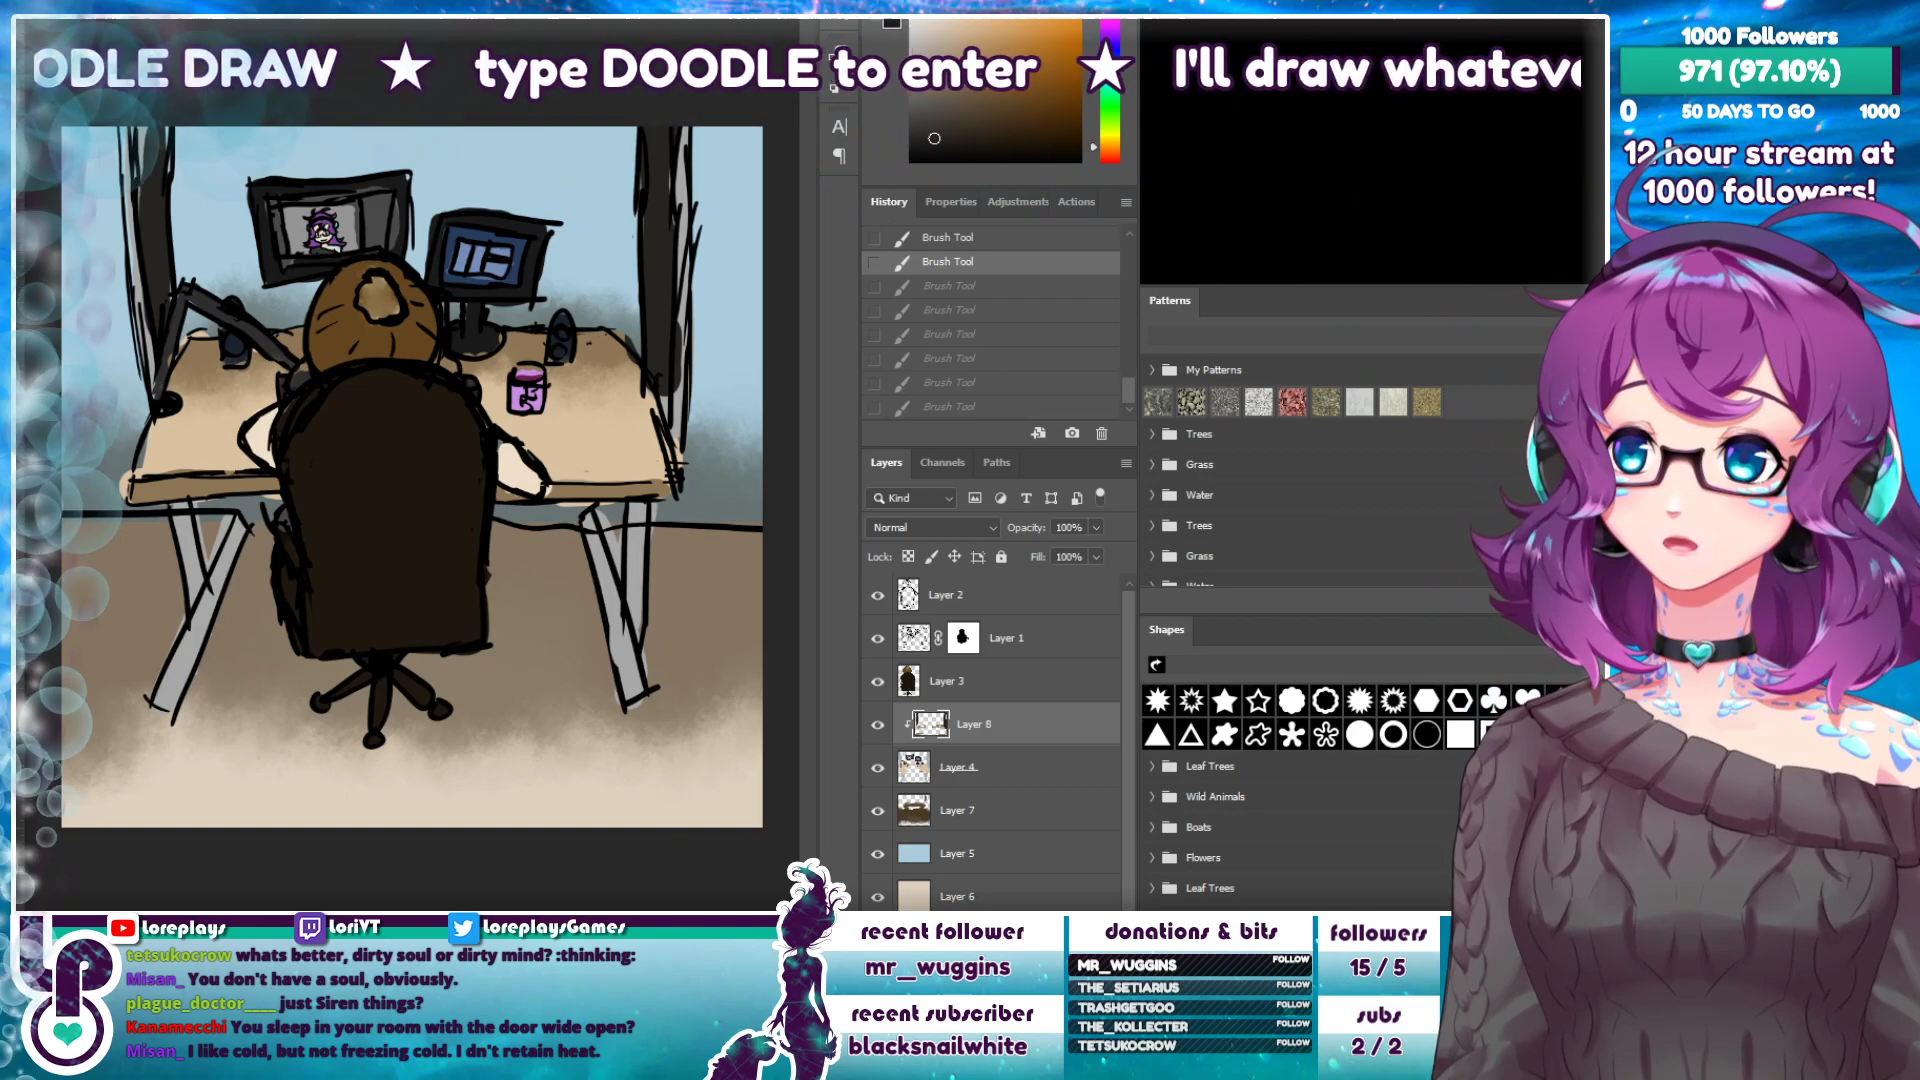 ODLE DRAW ★ type DOODLE to enter ★ I'll draw whateve
1000 Followers
971 (97.10%)
0 50 DAYS TO GO 1000
12 hour stream at
1000 followers!
A
History Properties Adjustments Actions
Brush Tool
Brush Tool
Brush Tool
Brush Tool
Brush Tool
Brush Tool
Brush Tool
Brush Tool
Layers Channels Paths
Kind
Normal Opacity: 100%
Lock: Fill: 100%
Layer 2
Layer 1
Layer 3
Layer 8
Layer 4
Layer 7
Layer 5
Layer 6
Patterns
My Patterns
Trees
Grass
Water
Trees
Grass
Water
Shapes
Leaf Trees
Wild Animals
Boats
Flowers
Leaf Trees
Loreplays LoriVT LoreplaysGames
tetsukocrow whats better, dirty soul or dirty mind? :thinking:
Misan_ You don't have a soul, obviously.
plague_doctor____ just Siren things?
Kanamecchi You sleep in your room with the door wide open?
Misan_ I like cold, but not freezing cold. I dn't retain heat.
recent follower
mr__wuggins
recent subscriber
blacksnailwhite
donations & bits
MR_WUGGINS FOLLOW
THE_SETIARIUS FOLLOW
TRASHGETGOO FOLLOW
THE_KOLLECTER FOLLOW
TETSUKOCROW FOLLOW
followers
15 / 5
subs
2 / 2